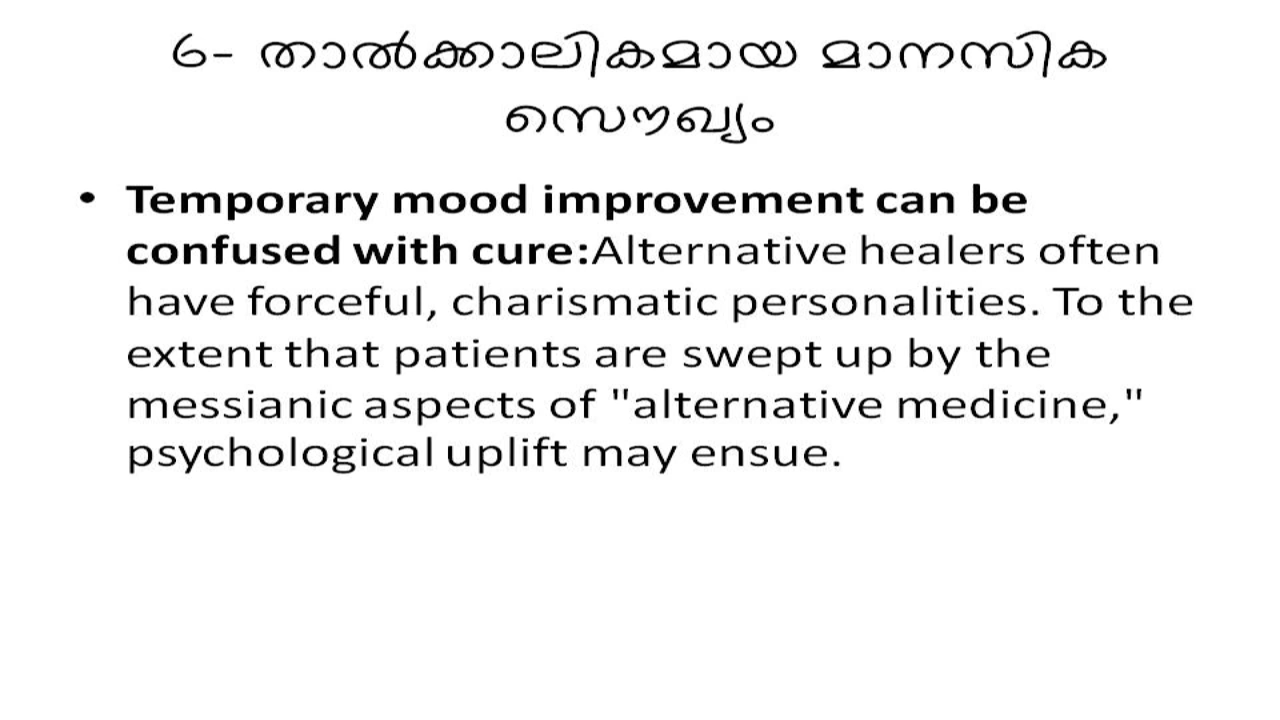 6- താൽക്കാലികമായ മാനസിക
സൌഖ്യം
• Temporary mood improvement can be
confused with cure:Alternative healers often
have forceful, charismatic personalities. To the
extent that patients are swept up by the
messianic aspects of "alternative medicine,"
psychological uplift may ensue.